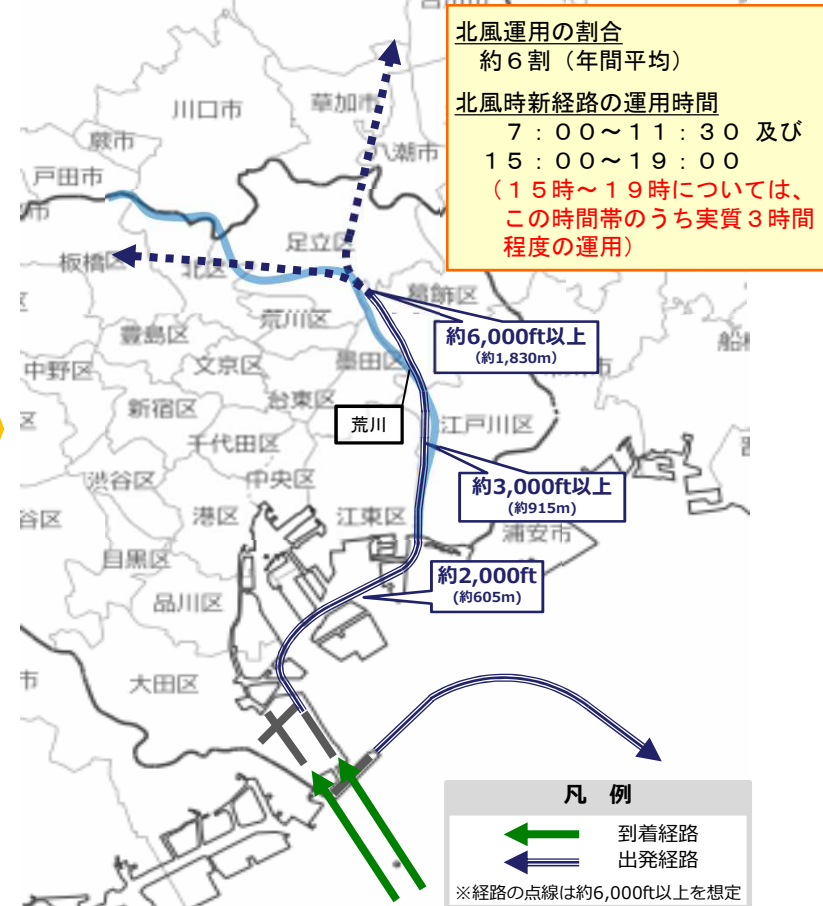 北風運用の割合
約６割（年間平均）
北風時新経路の運用時間
７：００～１１：３０ 及び
１５：００～１９：００
（１５時～１９時については、
この時間帯のうち実質３時間
程度の運用）
川口市
草加市
蕨市
八潮市
戸田市
足立区
板橋区
北区
葛飾区
荒川区
約6,000ft以上
(約1,830m)
豊島区
墨田区
文京区
中野区
台東区
新宿区
荒川
江戸川区
千代田区
渋谷区
中央区
約3,000ft以上
(約915m)
港区
江東区
浦安市
目黒区
約2,000ft
(約605m)
品川区
大田区
凡 例
到着経路
出発経路
※経路の点線は約6,000ft以上を想定